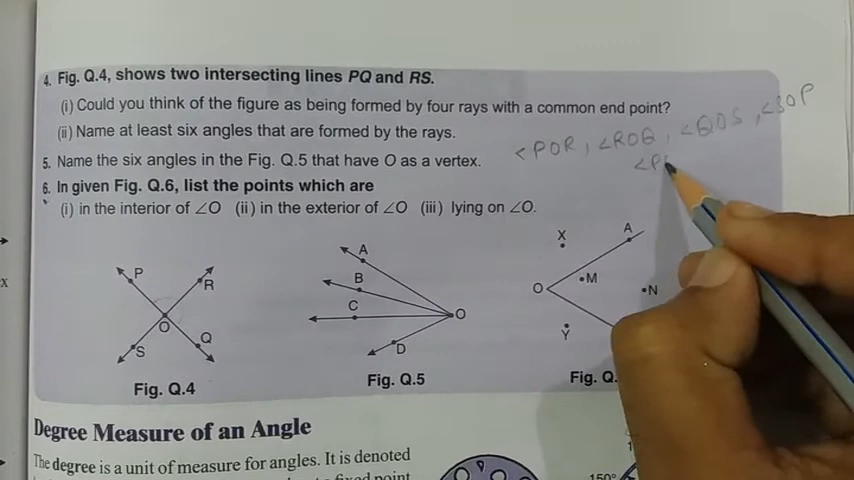 4. Fig. Q.4, shows two intersecting lines PQ and RS.
(i) Could you think of the figure as being formed by four rays with a common end point?
(ii) Name at least six angles that are formed by the rays.
∠POR, ∠ROQ, ∠QOS, ∠SOP
5. Name the six angles in the Fig. Q.5 that have O as a vertex.
6. In given Fig. Q.6, list the points which are
(i) in the interior of ∠O (ii) in the exterior of ∠O (iii) lying on ∠O.
P
R
O
S
Q
Fig. Q.4
A
B
C
D
O
Fig. Q.5
X
A
O
M
N
Y
Fig. Q.
Degree Measure of an Angle
The degree is a unit of measure for angles. It is denoted
150°
x